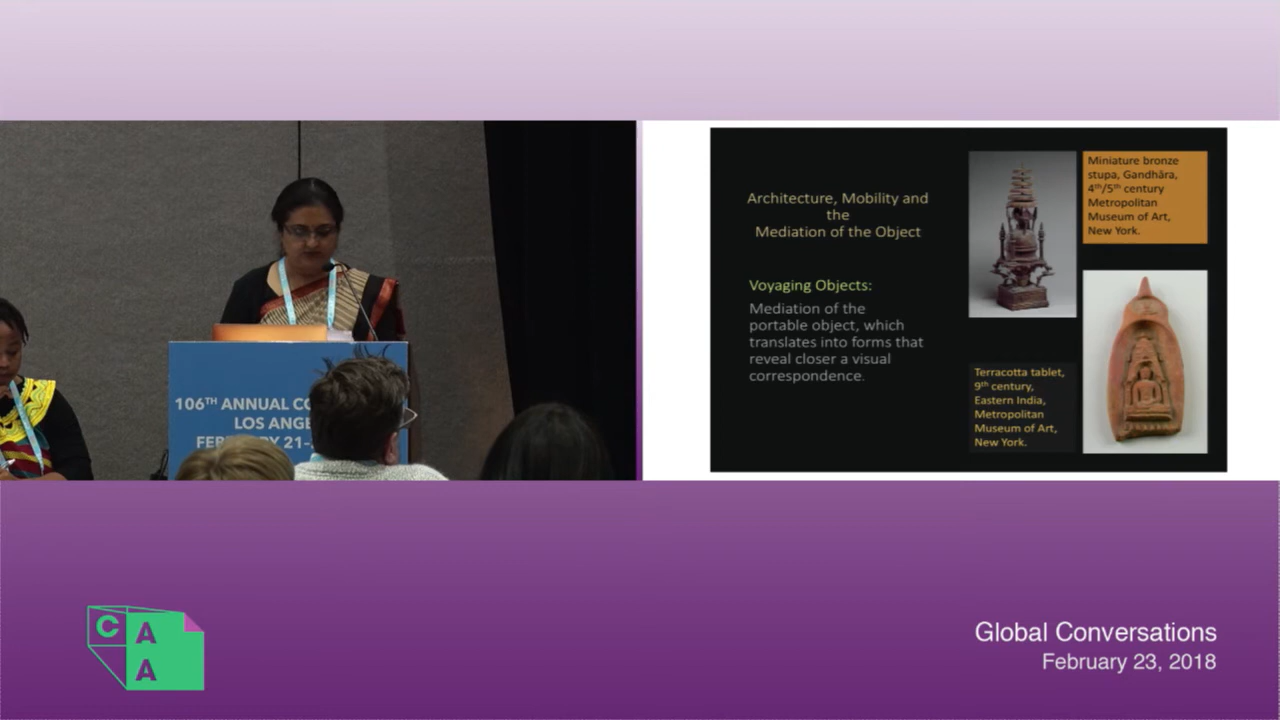 106TH ANNUAL CO
LOS ANGE
FEBRUARY 21-
Architecture, Mobility and
the
Mediation of the Object
Voyaging Objects:
Mediation of the
portable object, which
translates into forms that
reveal closer a visual
correspondence.
Miniature bronze
stupa, Gandhāra,
4th/5th century
Metropolitan
Museum of Art,
New York.
Terracotta tablet,
9th century,
Eastern India,
Metropolitan
Museum of Art,
New York.
C A
A
Global Conversations
February 23, 2018